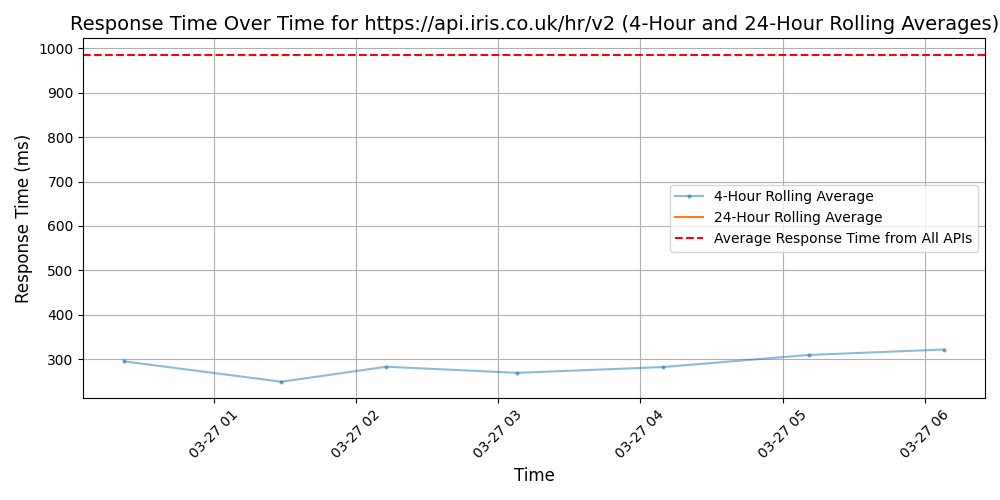 Response Time Over Time for https://api.iris.co.uk/hr/v2 (4-Hour and 24-Hour Rolling Averages)
Response Time (ms)
1000
900
800
700
600
500
400
300
4-Hour Rolling Average
24-Hour Rolling Average
Average Response Time from All APIs
03-27 01
03-27 02
03-27 03
03-27 04
03-27 05
03-27 06
Time